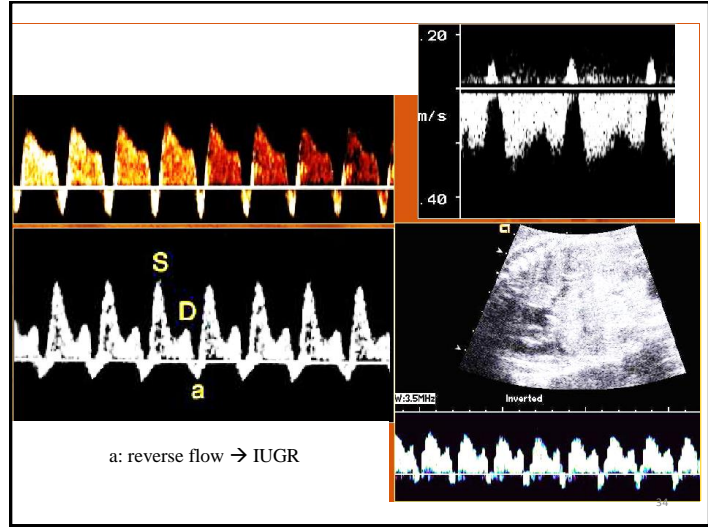 .20
m/s
.40
S
D
a
W:3.5MHz
Inverted
a: reverse flow → IUGR
34